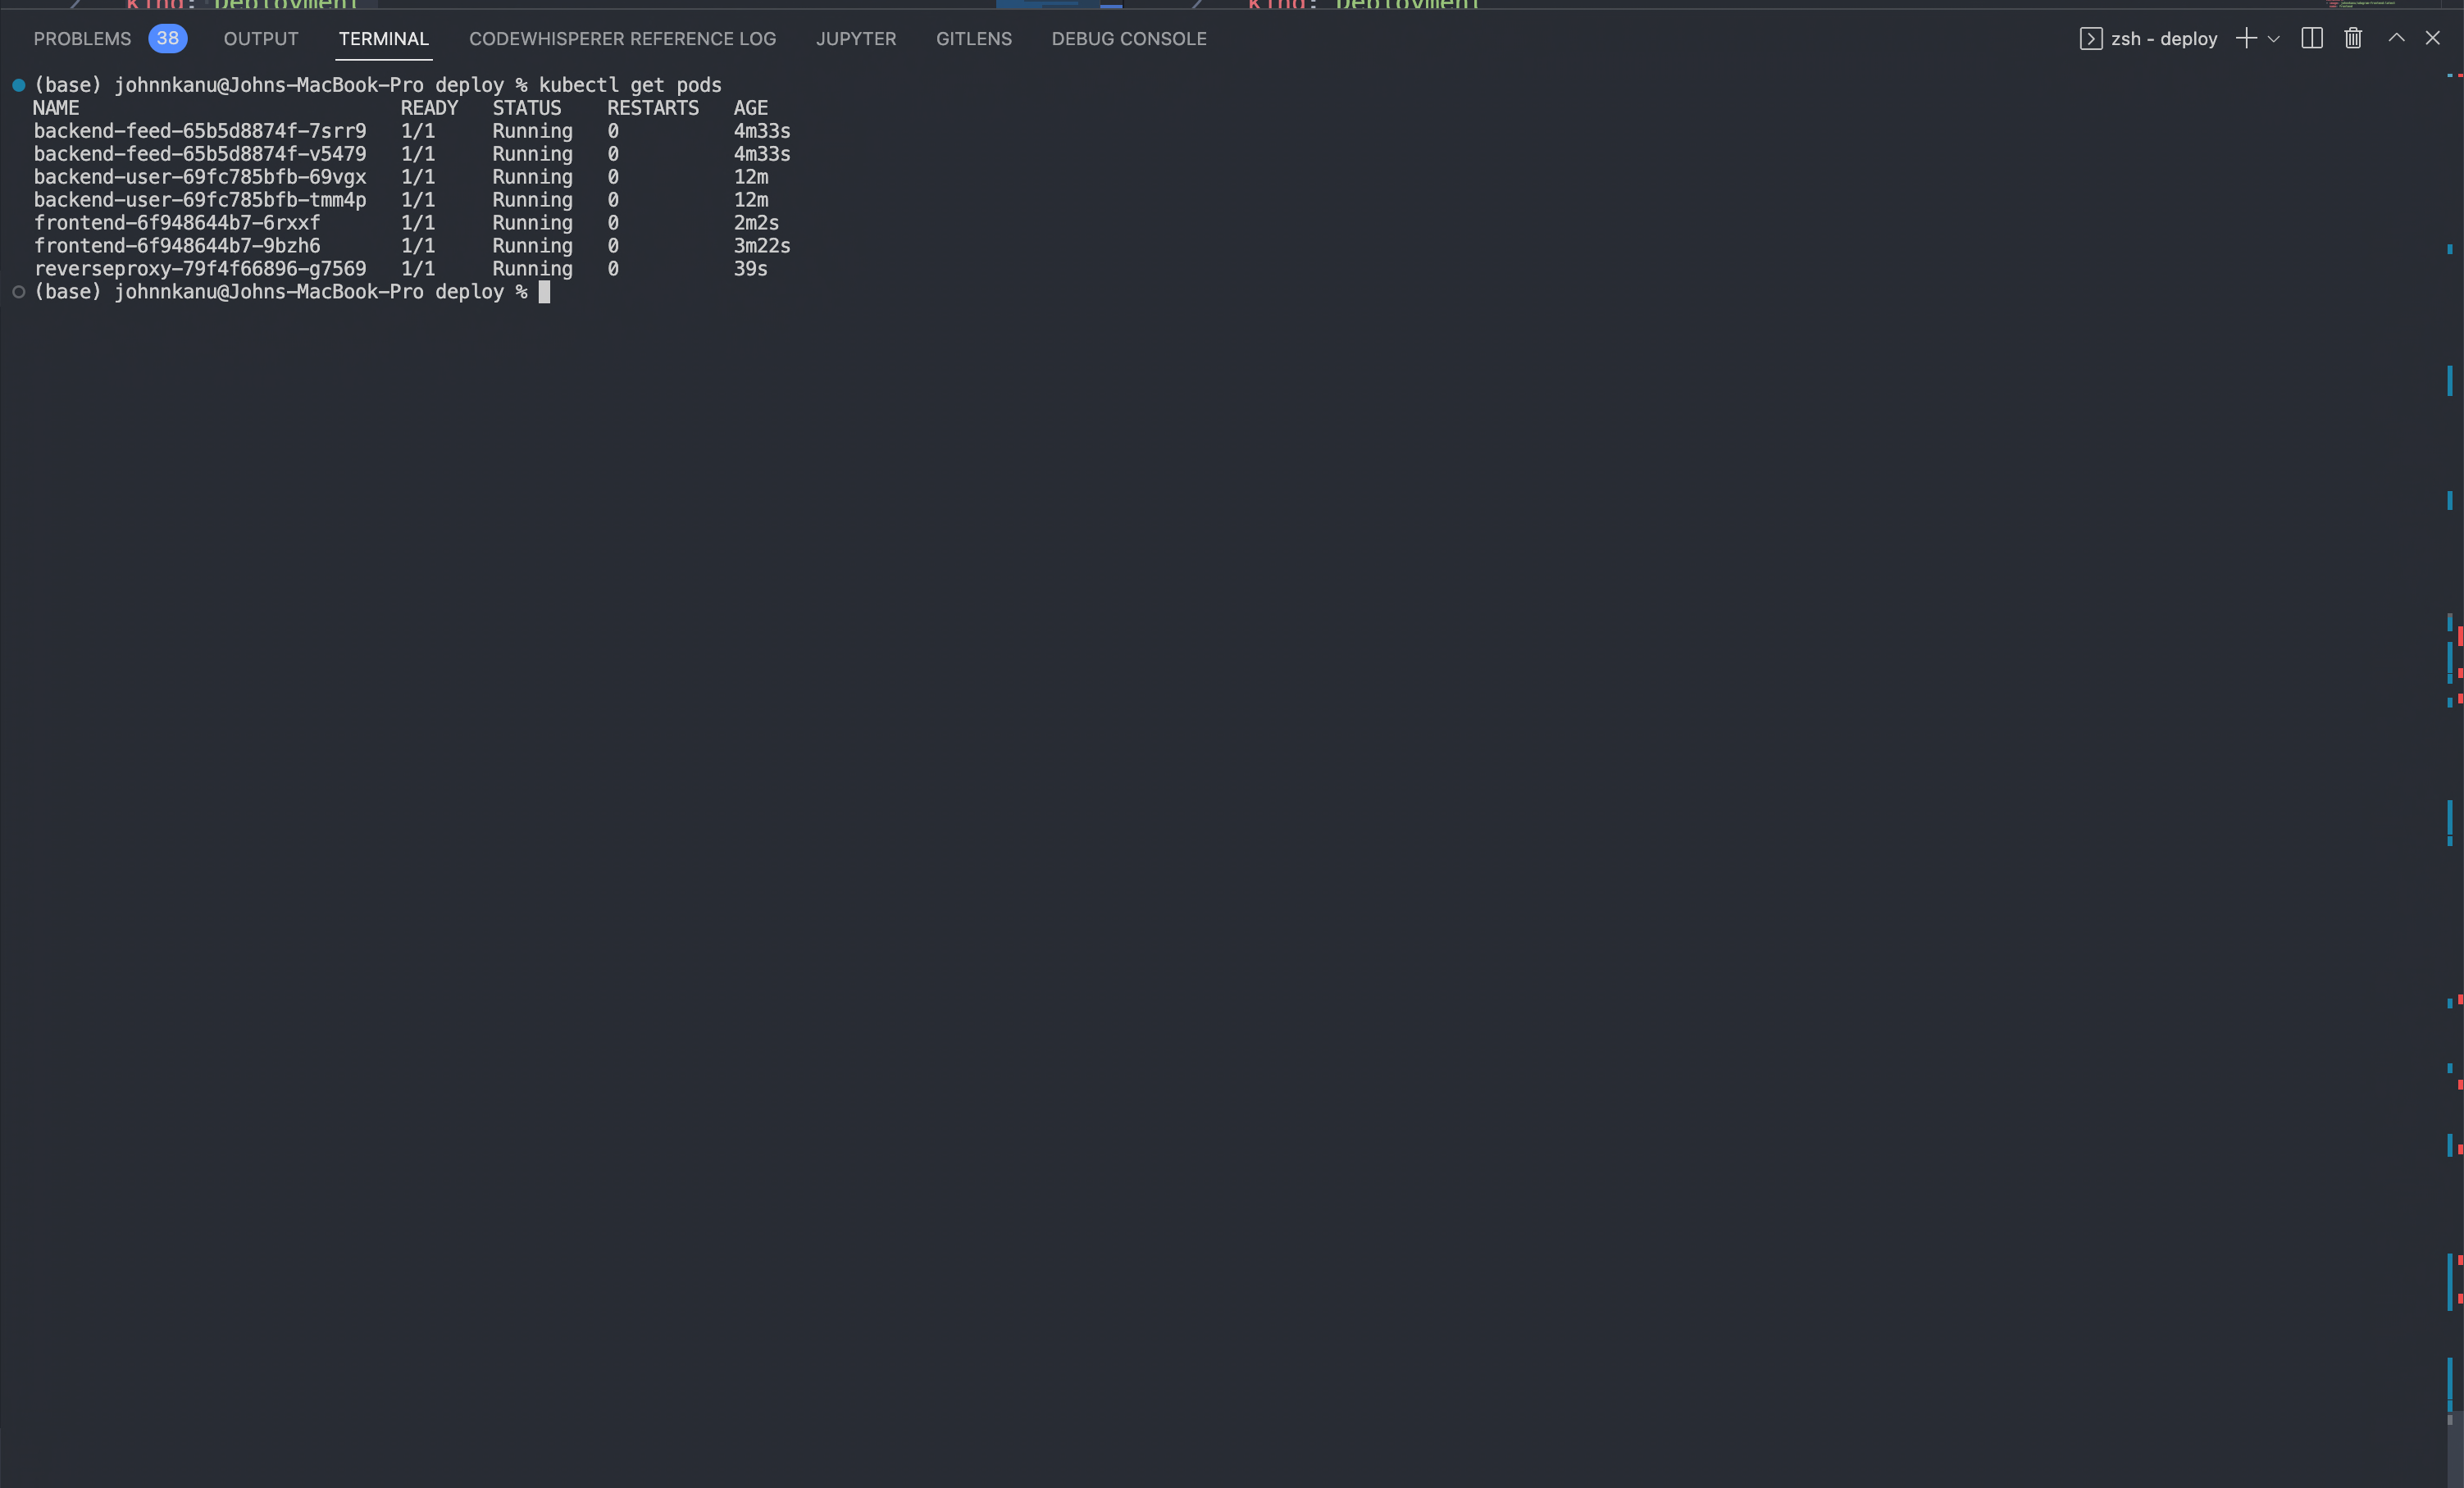 kind: Deployment kind: Deployment
PROBLEMS 38 OUTPUT TERMINAL CODEWHISPERER REFERENCE LOG JUPYTER GITLENS DEBUG CONSOLE zsh - deploy
(base) johnnkanu@Johns-MacBook-Pro deploy % kubectl get pods
NAME READY STATUS RESTARTS AGE
backend-feed-65b5d8874f-7srr9 1/1 Running 0 4m33s
backend-feed-65b5d8874f-v5479 1/1 Running 0 4m33s
backend-user-69fc785bfb-69vgx 1/1 Running 0 12m
backend-user-69fc785bfb-tmm4p 1/1 Running 0 12m
frontend-6f948644b7-6rxxf 1/1 Running 0 2m2s
frontend-6f948644b7-9bzh6 1/1 Running 0 3m22s
reverseproxy-79f4f66896-g7569 1/1 Running 0 39s
(base) johnnkanu@Johns-MacBook-Pro deploy %